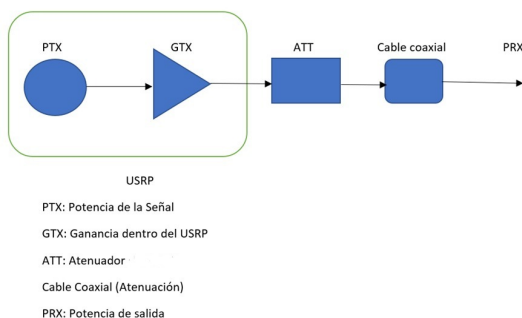 PTX
GTX
ATT
Cable coaxial
PRX
USRP
PTX: Potencia de la Señal
GTX: Ganancia dentro del USRP
ATT: Atenuador
Cable Coaxial (Atenuación)
PRX: Potencia de salida